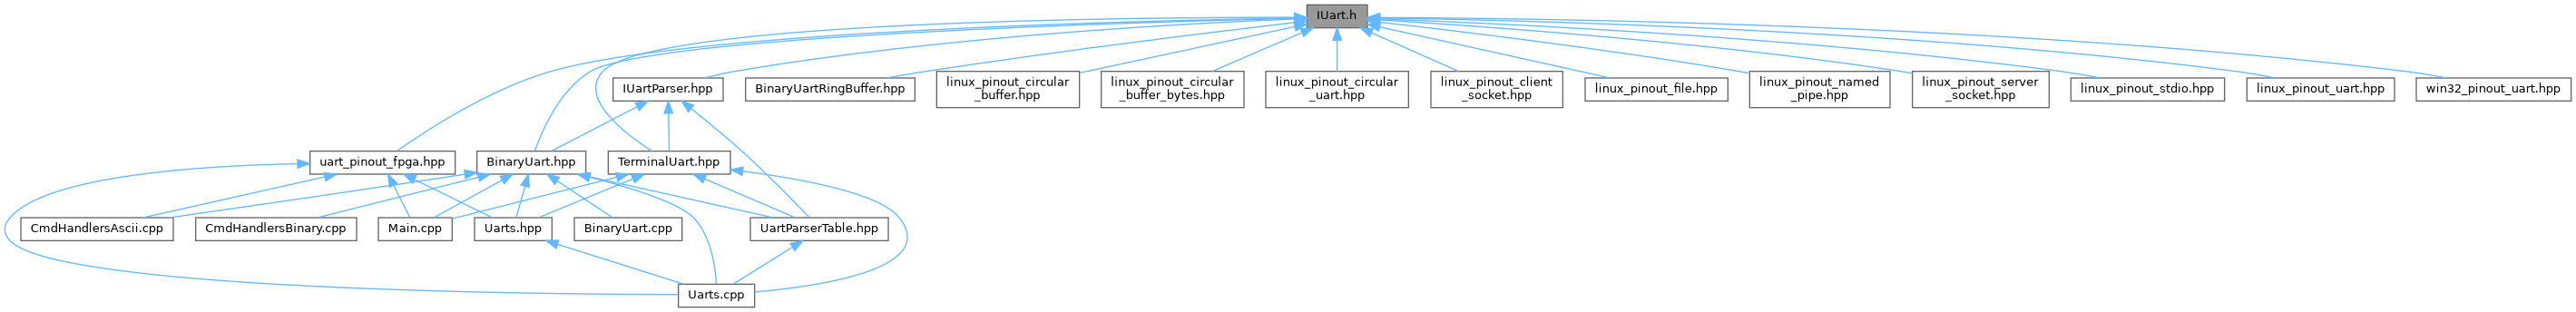 IUart.h
IUartParser.hpp
BinaryUartRingBuffer.hpp
linux_pinout_circular
_buffer.hpp
linux_pinout_circular
_buffer_bytes.hpp
linux_pinout_circular
_uart.hpp
linux_pinout_client
_socket.hpp
linux_pinout_file.hpp
linux_pinout_named
_pipe.hpp
linux_pinout_server
_socket.hpp
linux_pinout_stdio.hpp
linux_pinout_uart.hpp
win32_pinout_uart.hpp
uart_pinout_fpga.hpp
BinaryUart.hpp
TerminalUart.hpp
CmdHandlersAscii.cpp
CmdHandlersBinary.cpp
Main.cpp
Uarts.hpp
BinaryUart.cpp
UartParserTable.hpp
Uarts.cpp